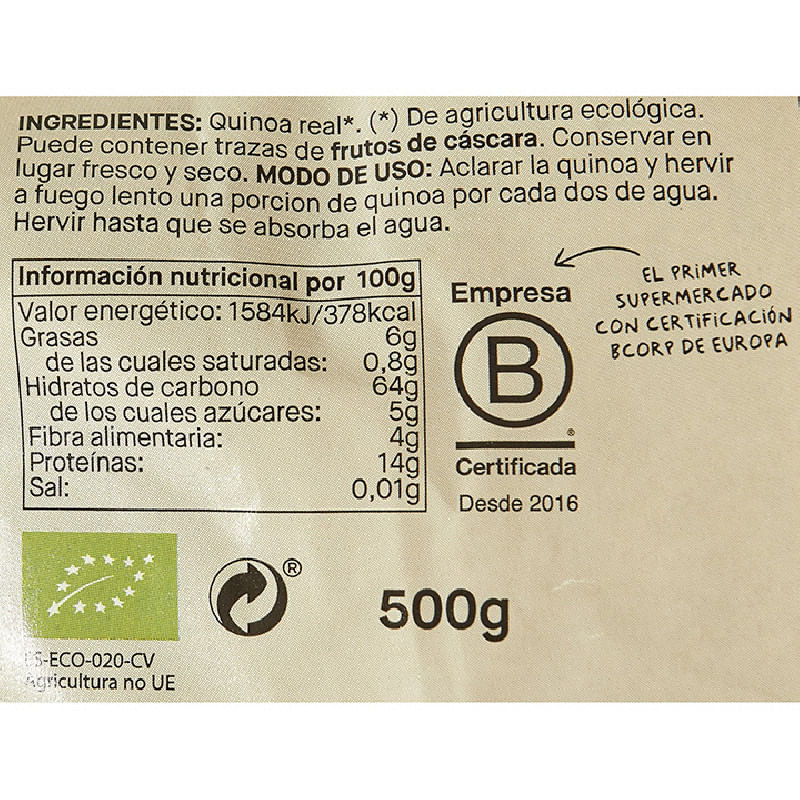 INGREDIENTES: Quinoa real*. (*) De agricultura ecológica.
Puede contener trazas de frutos de cáscara. Conservar en
lugar fresco y seco. MODO DE USO: Aclarar la quinoa y hervir
a fuego lento una porcion de quinoa por cada dos de agua.
Hervir hasta que se absorba el agua.
Información nutricional por 100g
Valor energético: 1584kJ/378kcal
Grasas 6g
de las cuales saturadas: 0,8g
Hidratos de carbono 64g
de los cuales azúcares: 5g
Fibra alimentaria: 4g
Proteínas: 14g
Sal: 0,01g
EL PRIMER
SUPERMERCADO
CON CERTIFICACIÓN
BCORP DE EUROPA
Empresa
B
®
Certificada
Desde 2016
®
500g
ES-ECO-020-CV
Agricultura no UE